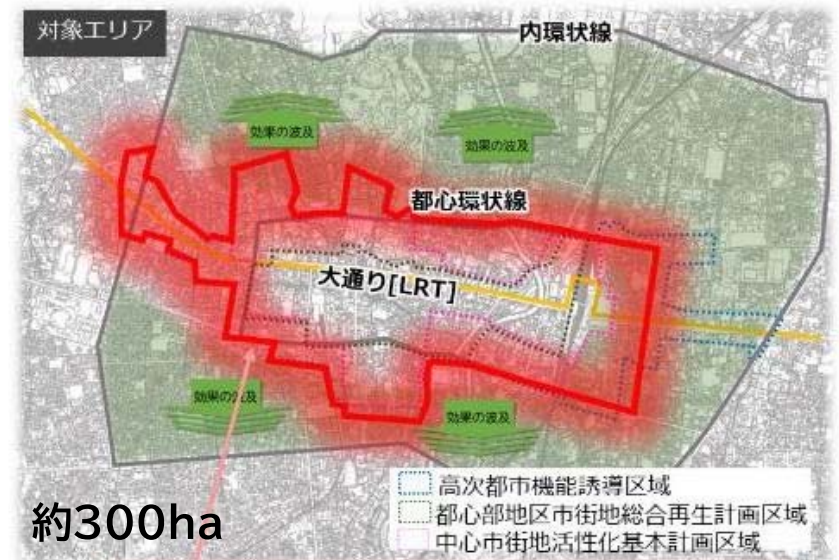 対象エリア
内環状線
効果の波及
効果の波及
都心環状線
大通り[LRT]
効果の波及
効果の波及
高次都市機能誘導区域
都心部地区市街地総合再生計画区域
中心市街地活性化基本計画区域
約300ha